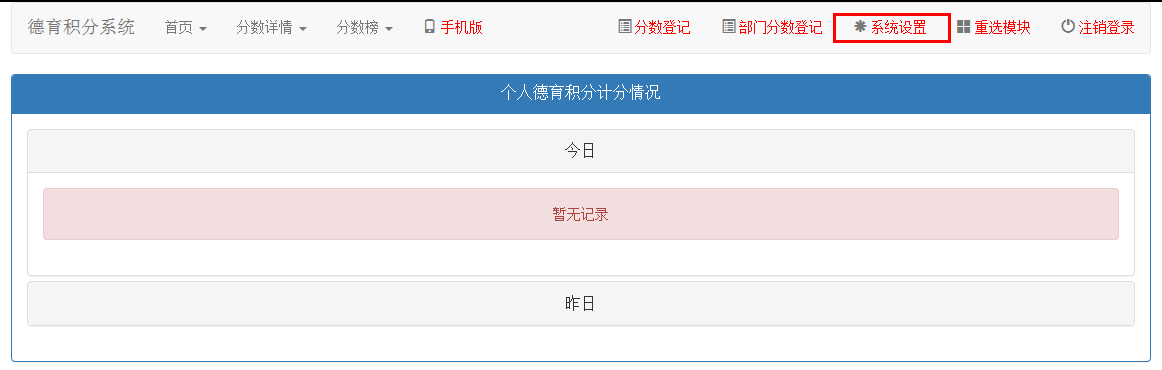 德育积分系统 首页 分数详情 分数榜 手机版 分数登记 部门分数登记 系统设置 重选模块 注销登录
个人德育积分计分情况
今日
暂无记录
昨日